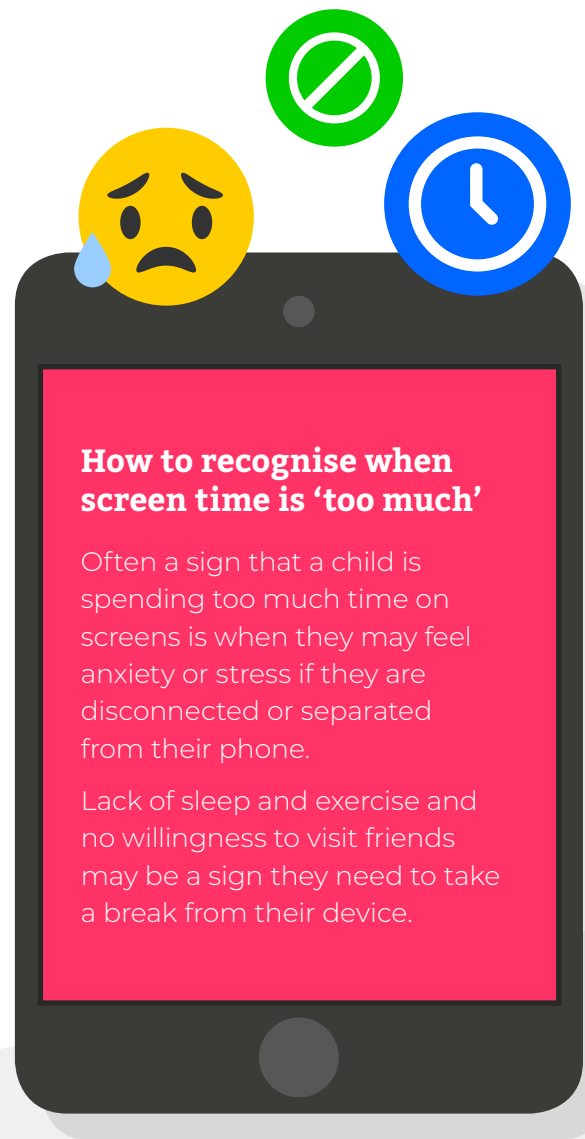 How to recognise when
screen time is ‘too much’
Often a sign that a child is
spending too much time on
screens is when they may feel
anxiety or stress if they are
disconnected or separated
from their phone.
Lack of sleep and exercise and
no willingness to visit friends
may be a sign they need to take
a break from their device.